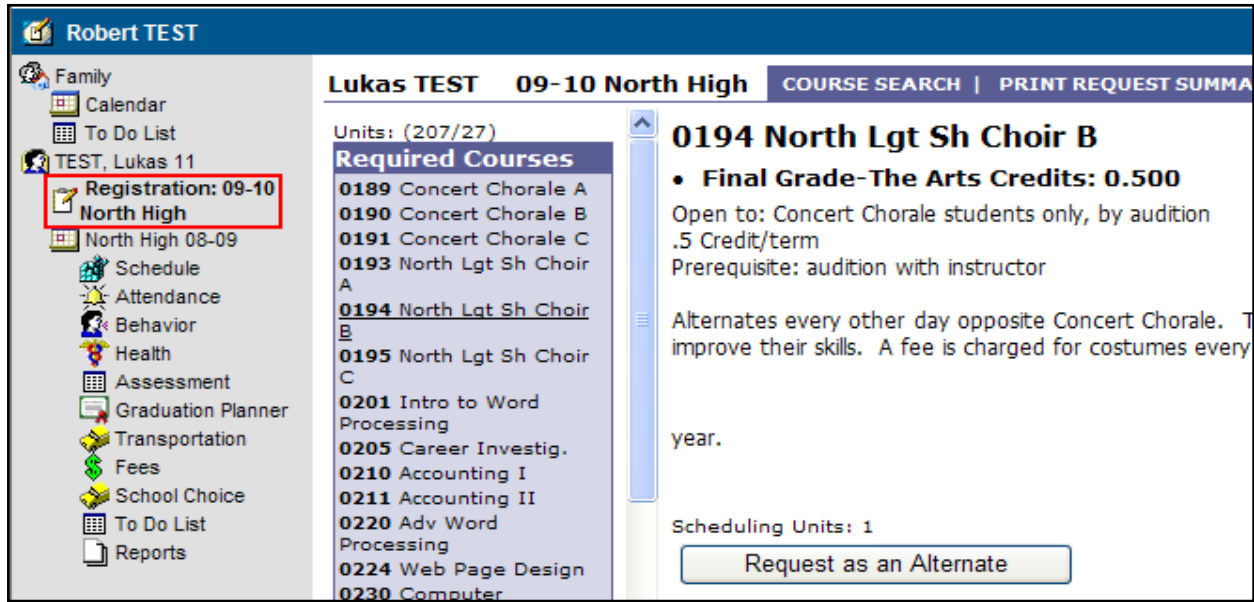 Robert TEST
Family
Calendar
To Do List
TEST, Lukas 11
Registration: 09-10
North High
North High 08-09
Schedule
Attendance
Behavior
Health
Assessment
Graduation Planner
Transportation
Fees
School Choice
To Do List
Reports
Lukas TEST 09-10 North High
COURSE SEARCH | PRINT REQUEST SUMMA
Units: (207/27)
Required Courses
0189 Concert Chorale A
0190 Concert Chorale B
0191 Concert Chorale C
0193 North Lgt Sh Choir
A
0194 North Lgt Sh Choir
B
0195 North Lgt Sh Choir
C
0201 Intro to Word
Processing
0205 Career Investig.
0210 Accounting I
0211 Accounting II
0220 Adv Word
Processing
0224 Web Page Design
0230 Computer
0194 North Lgt Sh Choir B
• Final Grade-The Arts Credits: 0.500
Open to: Concert Chorale students only, by audition
.5 Credit/term
Prerequisite: audition with instructor
Alternates every other day opposite Concert Chorale. T
improve their skills. A fee is charged for costumes every
year.
Scheduling Units: 1
Request as an Alternate